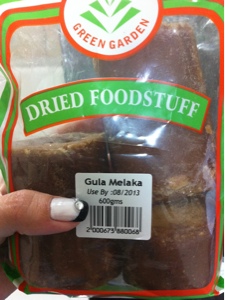 GREEN GARDEN
DRIED FOODSTUFF
Gula Melaka
Use By :08/2013
600gms
2 000675 880068